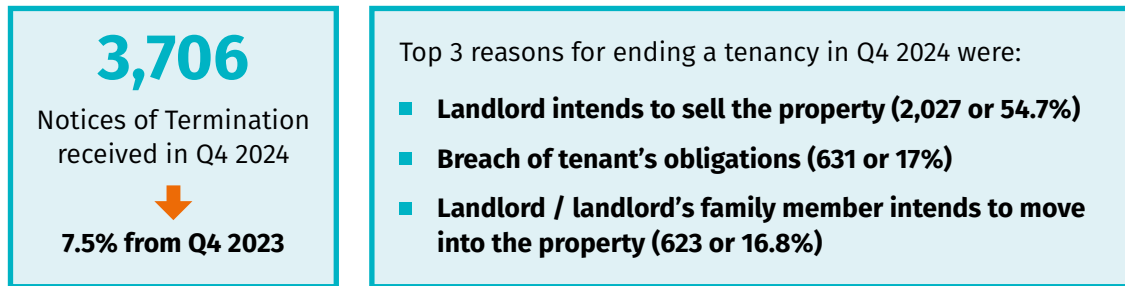 3,706
Notices of Termination
received in Q4 2024
7.5% from Q4 2023
Top 3 reasons for ending a tenancy in Q4 2024 were:
Landlord intends to sell the property (2,027 or 54.7%)
Breach of tenant’s obligations (631 or 17%)
Landlord / landlord’s family member intends to move
into the property (623 or 16.8%)